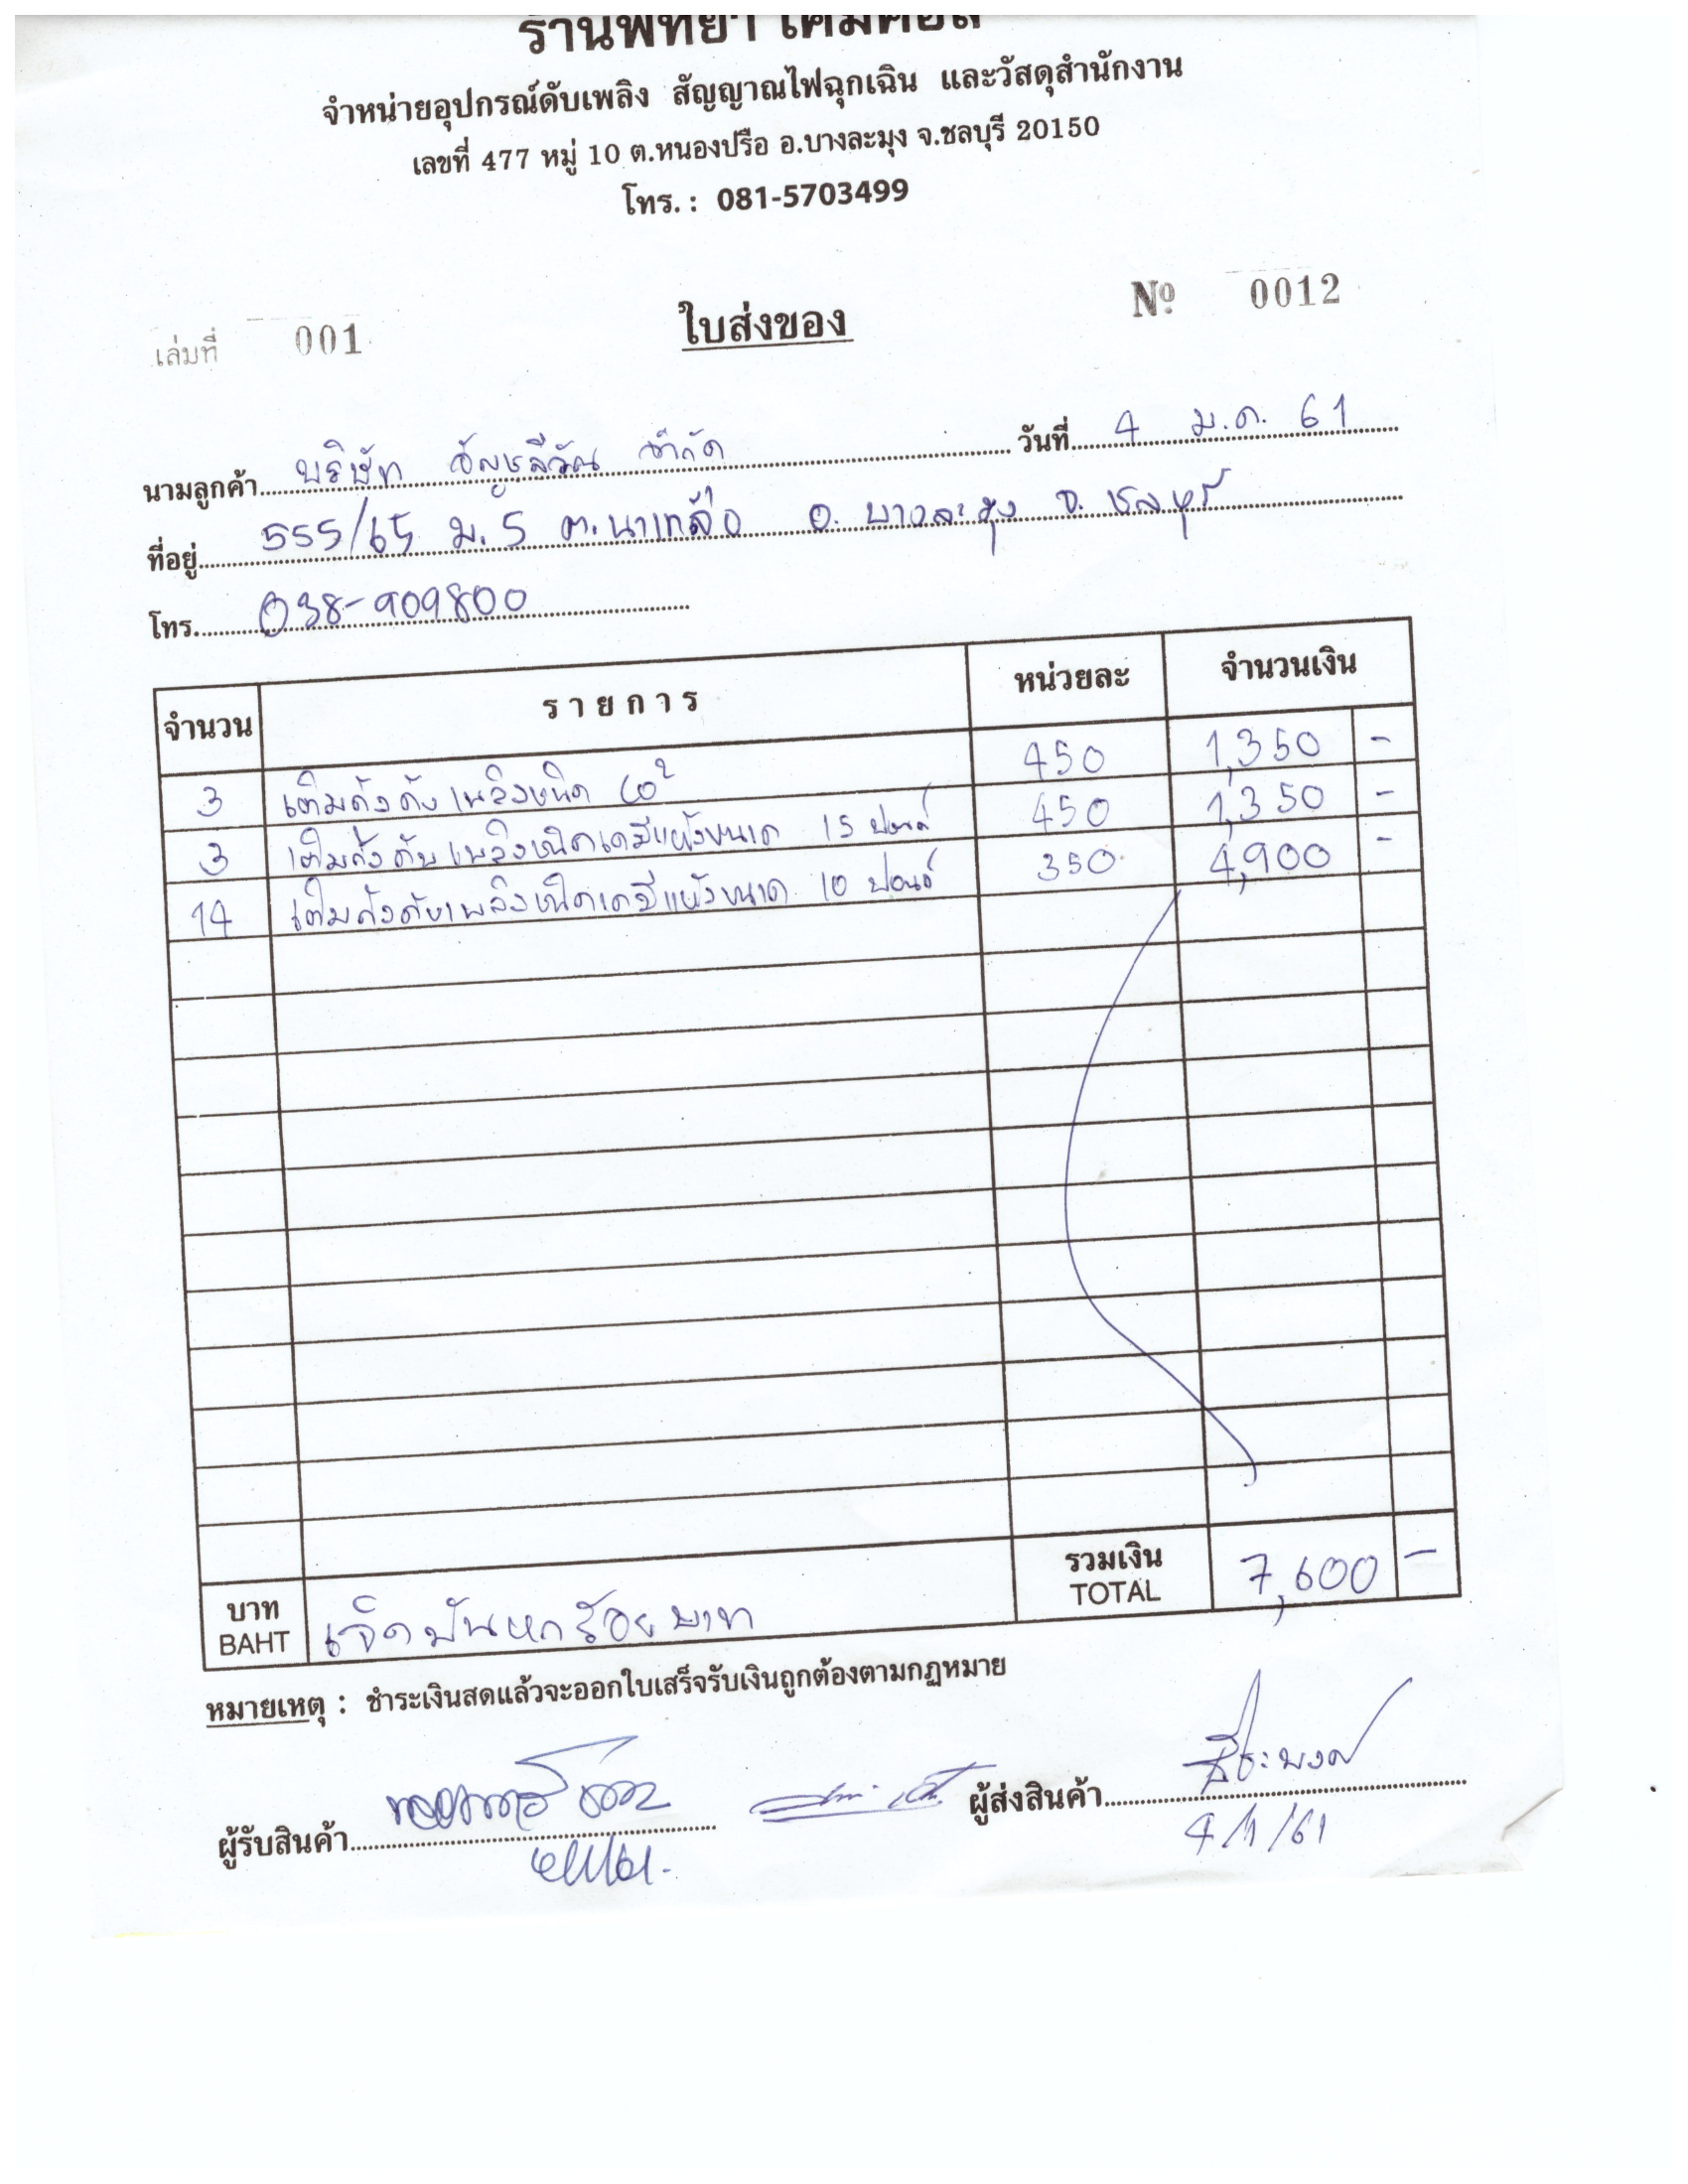 ร้านพัทยา เคมิคอล
จำหน่ายอุปกรณ์ดับเพลิง สัญญาณไฟฉุกเฉิน และวัสดุสำนักงาน
เลขที่ 477 หมู่ 10 ต.หนองปรือ อ.บางละมุง จ.ชลบุรี 20150
โทร. : 081-5703499
เล่มที่ 001 ใบส่งของ Nº 0012
นามลูกค้า บริษัท อัญชลีวัฒ จำกัด วันที่ 4 ม.ค. 61
ที่อยู่ 555/65 ม.5 ต.นาเกลือ อ.บางละมุง จ.ชลบุรี
โทร. 038-909800
จำนวน รายการ หน่วยละ จำนวนเงิน
3 เติมถังดับเพลิงชนิด CO² 450 1,350 -
3 เติมถังดับเพลิงชนิดเคมีแห้งขนาด 15 ปอนด์ 450 1,350 -
14 เติมถังดับเพลิงชนิดเคมีแห้งขนาด 10 ปอนด์ 350 4,900 -
บาท BAHT เจ็ดพันหกร้อยบาท รวมเงิน TOTAL 7,600 -
หมายเหตุ : ชำระเงินสดแล้วจะออกใบเสร็จรับเงินถูกต้องตามกฎหมาย
ผู้รับสินค้า ผู้ส่งสินค้า ธีระพงศ์
4/1/61